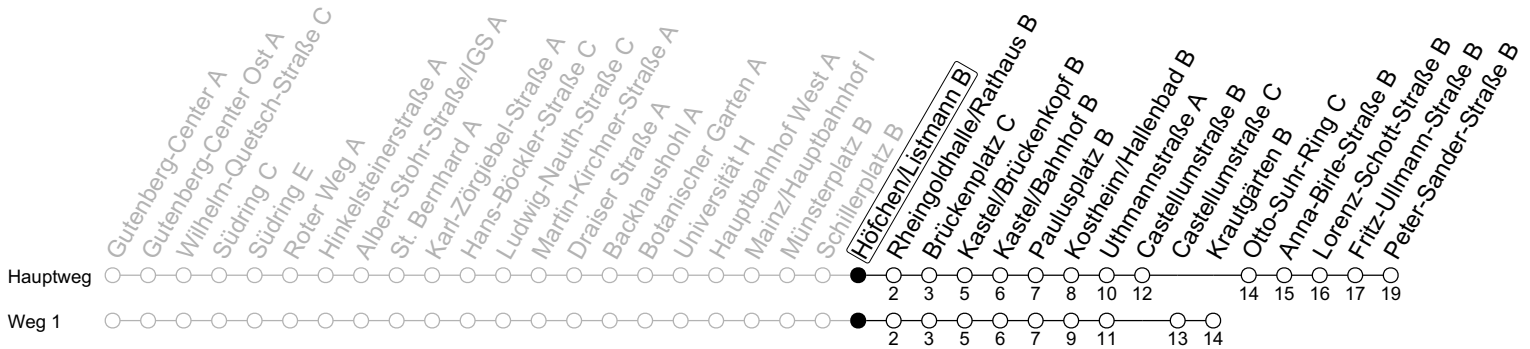 Gutenberg-Center A
Gutenberg-Center Ost A
Wilhelm-Quetsch-Straße C
Südring C
Südring E
Roter Weg A
Hinkelsteinerstraße A
Albert-Stohr-Straße/IGS A
St. Bernhard A
Karl-Zörgiebel-Straße A
Hans-Böckler-Straße C
Ludwig-Nauth-Straße C
Martin-Kirchner-Straße A
Draiser Straße A
Backhaushohl A
Botanischer Garten A
Universität H
Hauptbahnhof West A
Mainz/Hauptbahnhof I
Münsterplatz B
Schillerplatz B
Höfchen/Listmann B
Rheingoldhalle/Rathaus B
Brückenplatz C
Kastel/Brückenkopf B
Kastel/Bahnhof B
Paulusplatz B
Kostheim/Hallenbad B
Uthmannstraße A
Castellumstraße B
Castellumstraße C
Krautgärten B
Otto-Suhr-Ring C
Anna-Birle-Straße B
Lorenz-Schott-Straße B
Fritz-Ullmann-Straße B
Peter-Sander-Straße B
Hauptweg
2 3 5 6 7 8 10 12 14 15 16 17 19
Weg 1
2 3 5 6 7 9 11 13 14